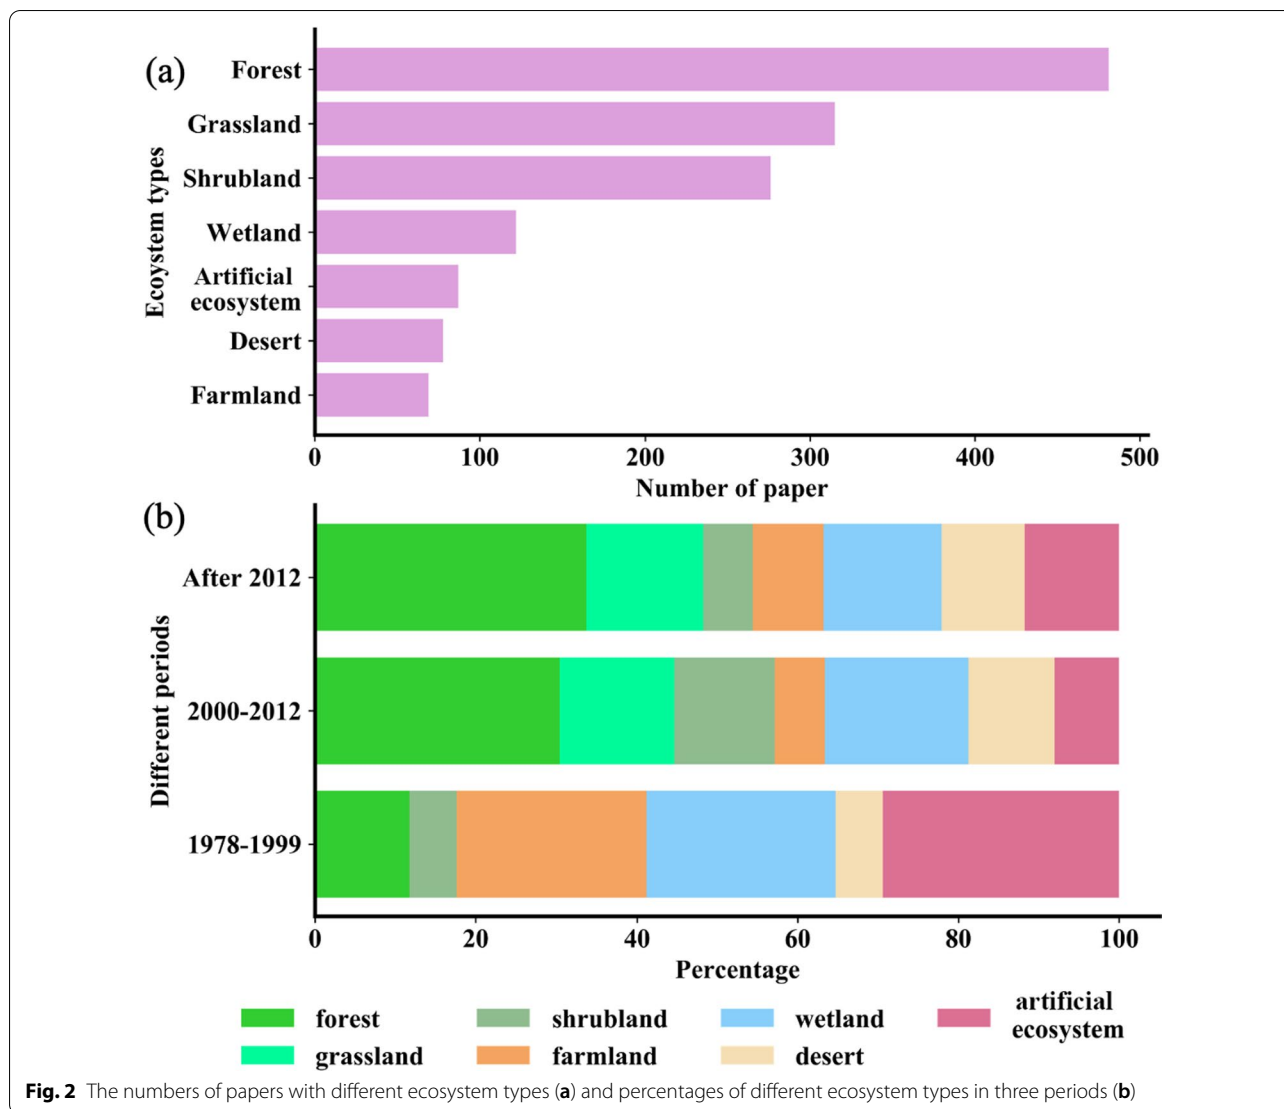 (a)
Ecoystem types
Forest
Grassland
Shrubland
Wetland
Artificial
ecosystem
Desert
Farmland
0 100 200 300 400 500
Number of paper
(b)
Different periods
After 2012
2000-2012
1978-1999
0 20 40 60 80 100
Percentage
forest shrubland wetland artificial ecosystem
grassland farmland desert
Fig. 2 The numbers of papers with different ecosystem types (a) and percentages of different ecosystem types in three periods (b)